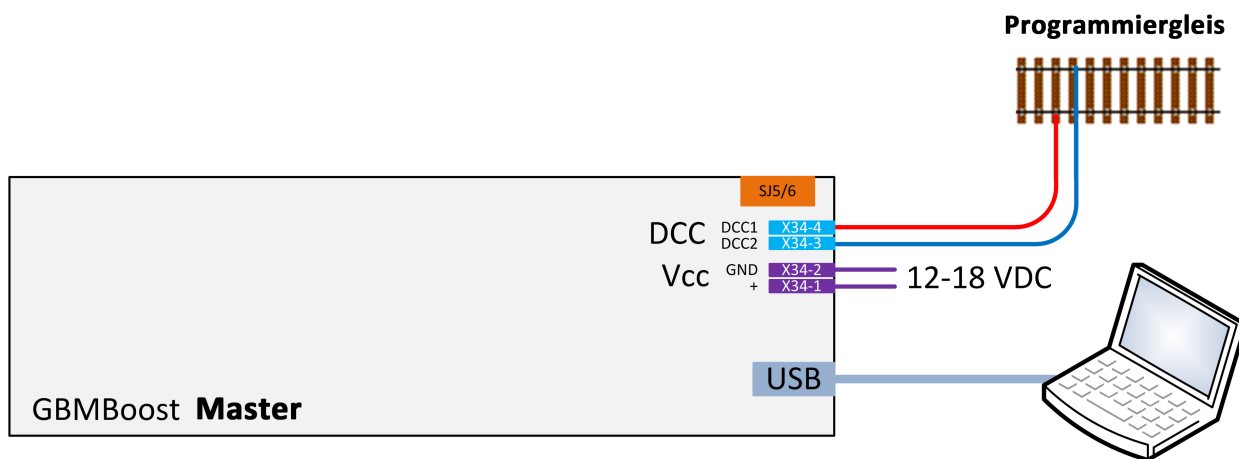 Programmiergleis
SJ5/6
DCC DCC1 X34-4
DCC2 X34-3
Vcc GND X34-2 12-18 VDC
+ X34-1
USB
GBMBoost Master